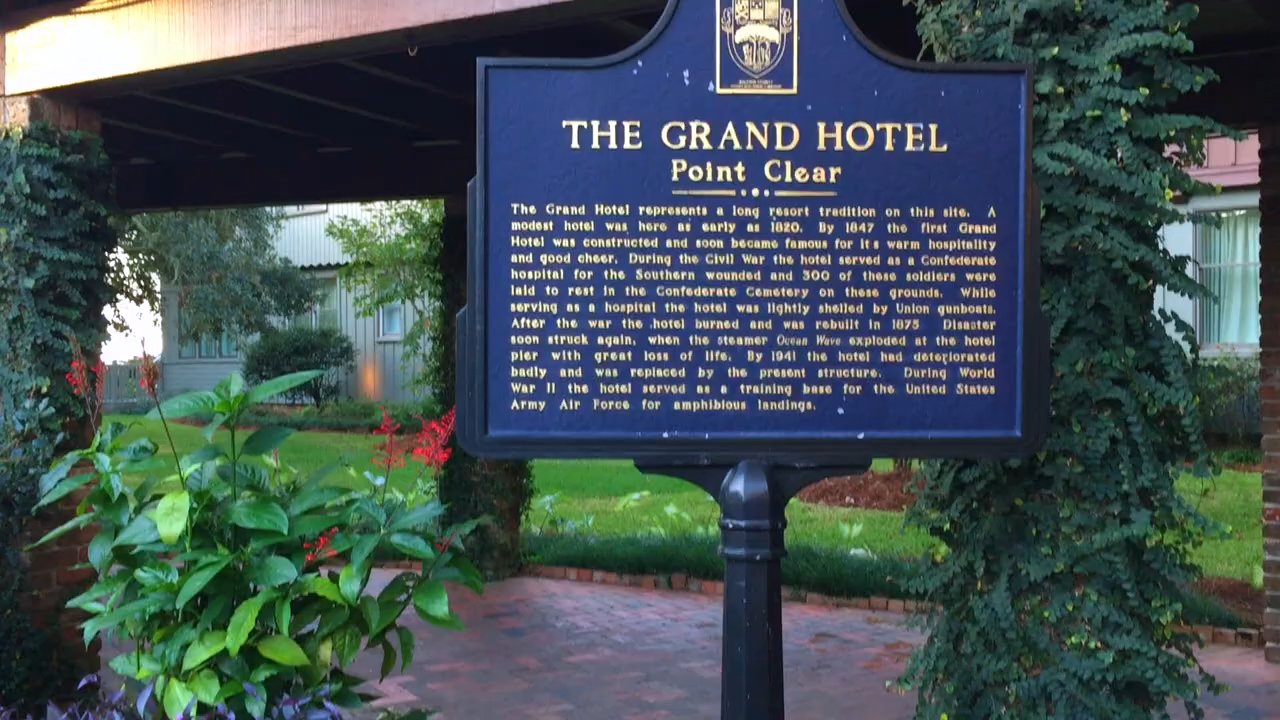 THE GRAND HOTEL
Point Clear
The Grand Hotel represents a long resort tradition on this site. A
modest hotel was here as early as 1820. By 1847 the first Grand
Hotel was constructed and soon became famous for its warm hospitality
and good cheer. During the Civil War the hotel served as a Confederate
hospital for the Southern wounded and 300 of these soldiers were
laid to rest in the Confederate Cemetery on these grounds. While
serving as a hospital the hotel was lightly shelled by Union gunboats.
After the war the hotel burned and was rebuilt in 1875 Disaster
soon struck again, when the steamer Ocean Wave exploded at the hotel
pier with great loss of life. By 1941 the hotel had deteriorated
badly and was replaced by the present structure. During World
War II the hotel served as a training base for the United States
Army Air Force for amphibious landings.